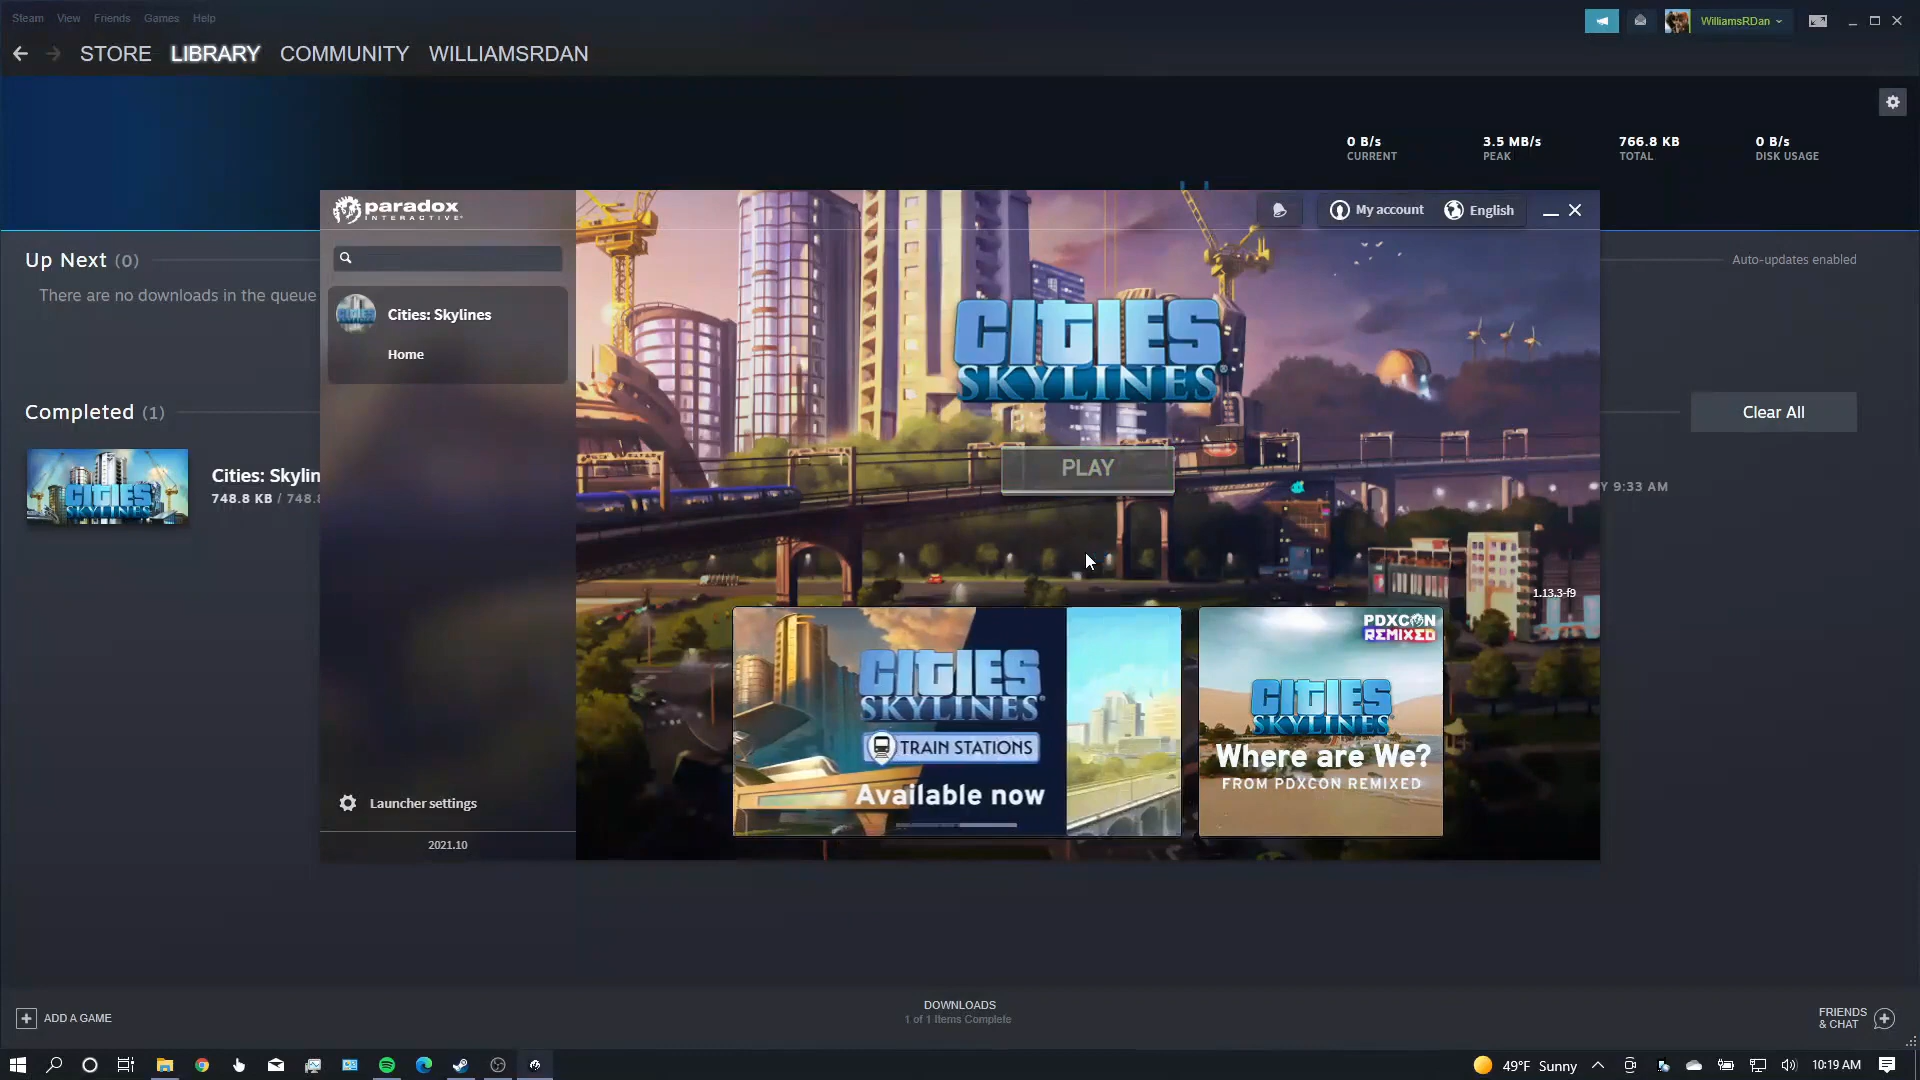 Steam View Friends Games Help
WilliamsRDan
STORE LIBRARY COMMUNITY WILLIAMSRDAN
0 B/s 3.5 MB/s 766.8 KB 0 B/s
CURRENT PEAK TOTAL DISK USAGE
paradox
INTERACTIVE
My account English
Up Next (0)
Auto-updates enabled
There are no downloads in the queue
Cities: Skylines
Home
CITIES
SKYLINES
Completed (1)
Clear All
PLAY
CITIES
SKYLINES
Cities: Skylin
748.8 KB / 748.8
Y 9:33 AM
1.13.3-f9
CITIES
SKYLINES
TRAIN STATIONS
Available now
PDXCON
REMIXED
CITIES
SKYLINES
Where are We?
FROM PDXCON REMIXED
Launcher settings
2021.10
ADD A GAME
DOWNLOADS
1 of 1 Items Complete
FRIENDS
& CHAT
49°F Sunny
10:19 AM